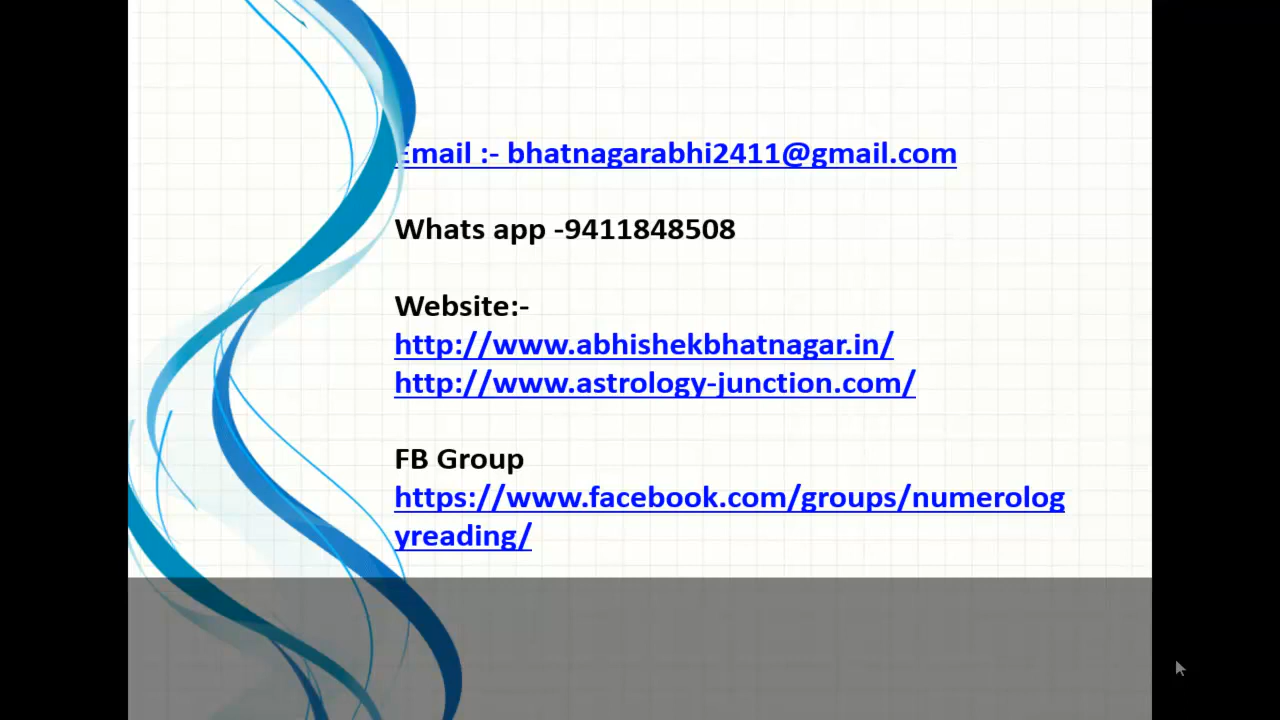 Email :- bhatnagarabhi2411@gmail.com
Whats app -9411848508
Website:-
http://www.abhishekbhatnagar.in/
http://www.astrology-junction.com/
FB Group
https://www.facebook.com/groups/numerolog
yreading/